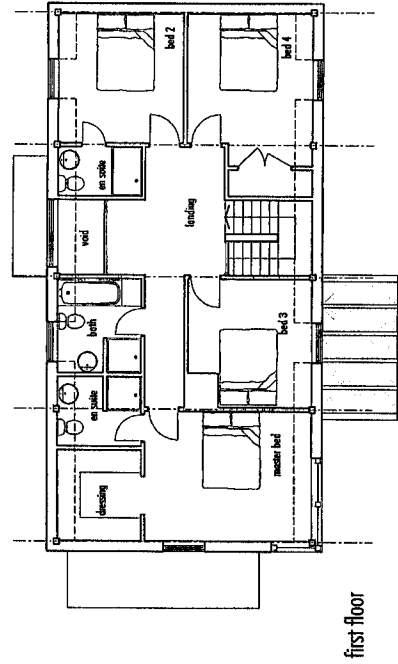 bed 2
bed 4
en suite
void
landing
bath
bed 3
en suite
dressing
master bed
first floor